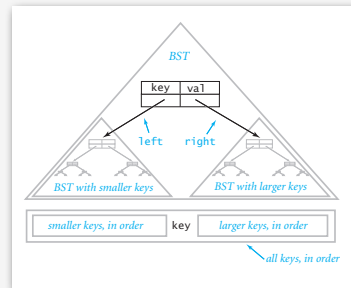 BST
key val
left right
BST with smaller keys BST with larger keys
smaller keys, in order key larger keys, in order
all keys, in order